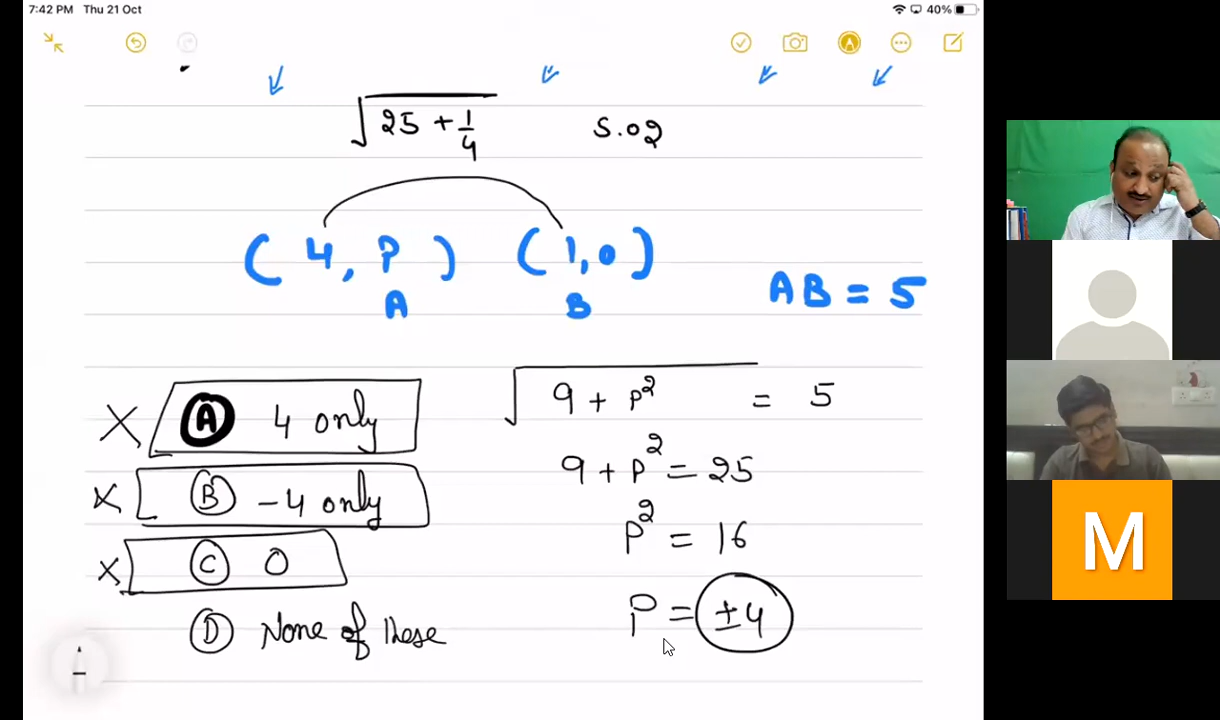 7:42 PM Thu 21 Oct
40%
√(25 + 1/4) 5.02
( 4, P ) ( 1, 0 )
A B
AB = 5
X A 4 only
X B -4 only
X C 0
D None of these
√(9 + P²) = 5
9 + P² = 25
P² = 16
P = ±4
M